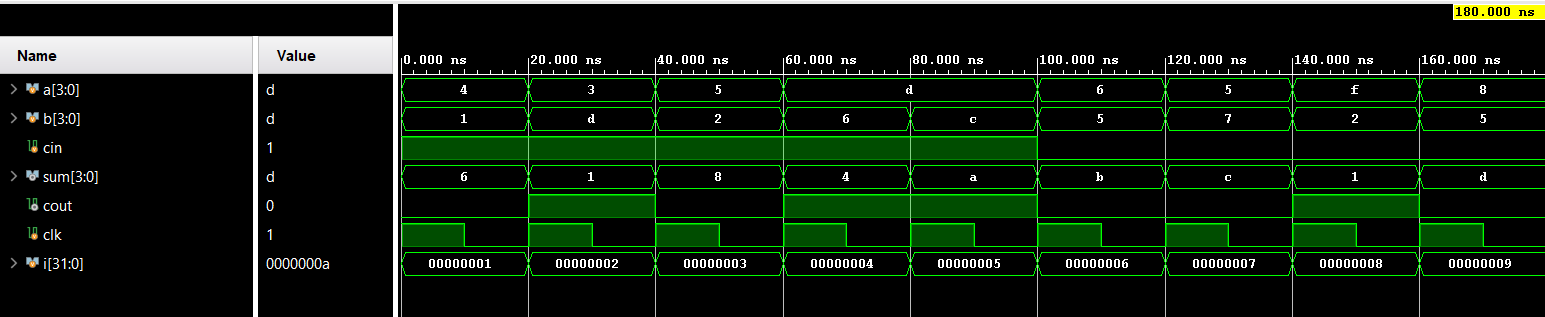 180.000 ns
Name Value
0.000 ns 20.000 ns 40.000 ns 60.000 ns 80.000 ns 100.000 ns 120.000 ns 140.000 ns 160.000 ns
a[3:0] d 4 3 5 d 6 5 f 8
b[3:0] d 1 d 2 6 c 5 7 2 5
cin 1
sum[3:0] d 6 1 8 4 a b c 1 d
cout 0
clk 1
i[31:0] 0000000a 00000001 00000002 00000003 00000004 00000005 00000006 00000007 00000008 00000009